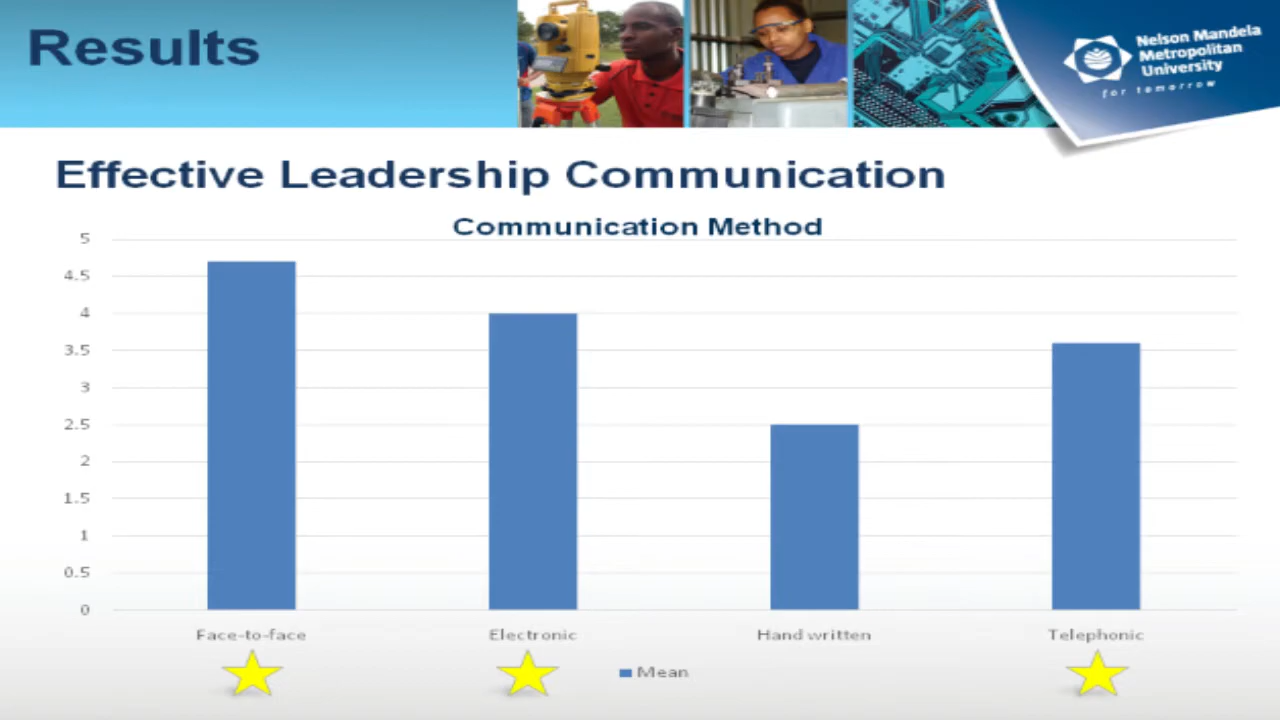 Results
Nelson Mandela
Metropolitan
University
for tomorrow
Effective Leadership Communication
Communication Method
5
4.5
4
3.5
3
2.5
2
1.5
1
0.5
0
Face-to-face
Electronic
Hand written
Telephonic
Mean